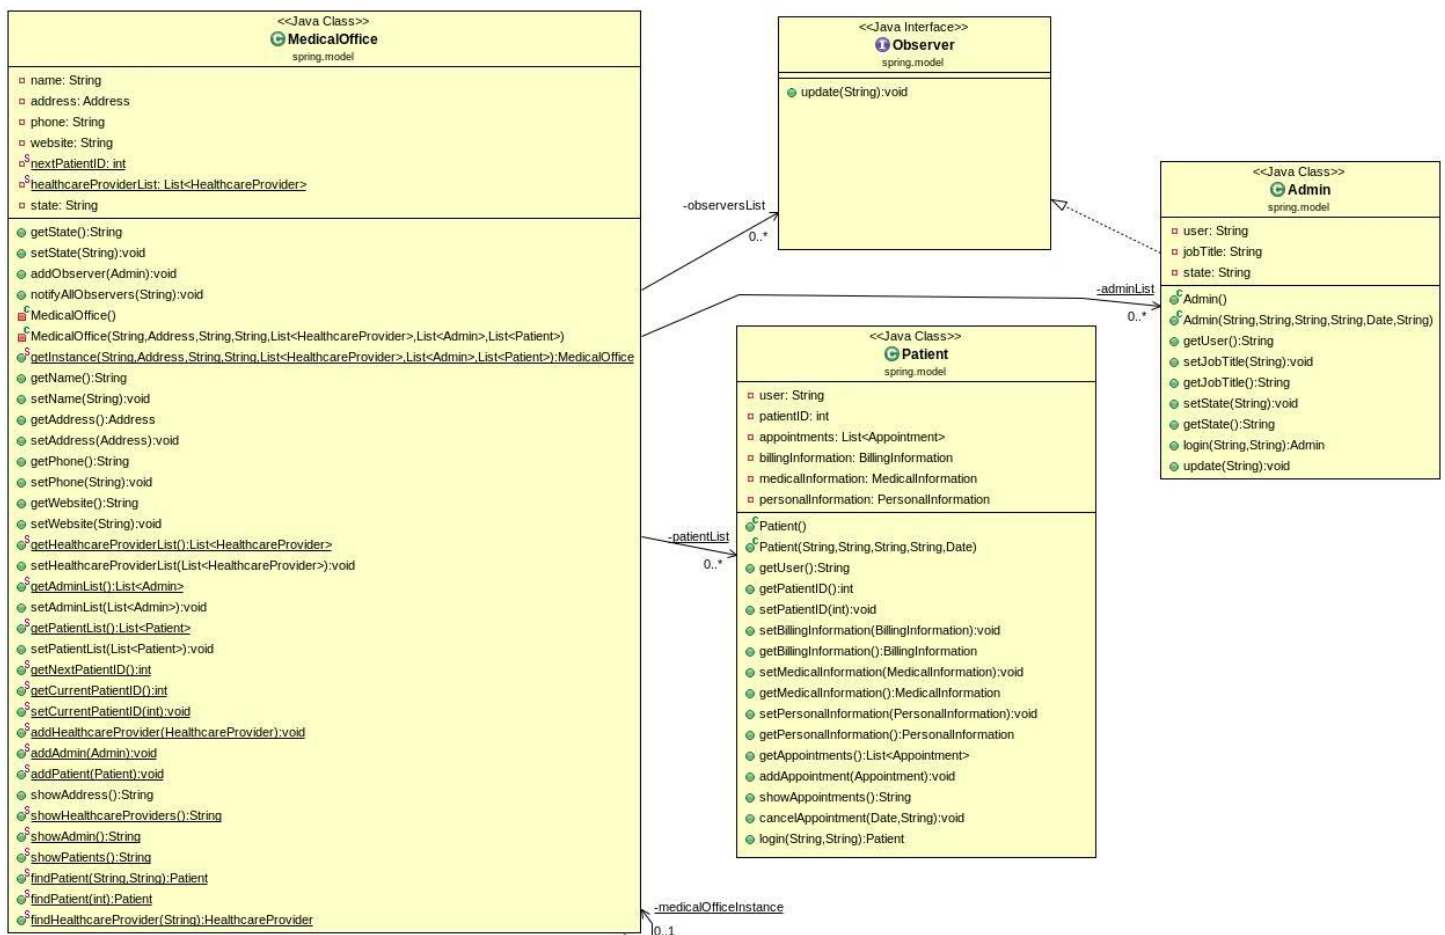 <<Java Class>>
MedicalOffice
spring.model
name: String
address: Address
phone: String
website: String
nextPatientID: int
healthcareProviderList: List<HealthcareProvider>
state: String
getState():String
setState(String):void
addObserver(Admin):void
notifyAllObservers(String):void
MedicalOffice()
MedicalOffice(String,Address,String,String,List<HealthcareProvider>,List<Admin>,List<Patient>)
getInstance(String,Address,String,String,List<HealthcareProvider>,List<Admin>,List<Patient>):MedicalOffice
getName():String
setName(String):void
getAddress():Address
setAddress(Address):void
getPhone():String
setPhone(String):void
getWebsite():String
setWebsite(String):void
getHealthcareProviderList():List<HealthcareProvider>
setHealthcareProviderList(List<HealthcareProvider>):void
getAdminList():List<Admin>
setAdminList(List<Admin>):void
getPatientList():List<Patient>
setPatientList(List<Patient>):void
getNextPatientID():int
getCurrentPatientID():int
setCurrentPatientID(int):void
addHealthcareProvider(HealthcareProvider):void
addAdmin(Admin):void
addPatient(Patient):void
showAddress():String
showHealthcareProviders():String
showAdmin():String
showPatients():String
findPatient(String,String):Patient
findPatient(int):Patient
findHealthcareProvider(String):HealthcareProvider
-observersList
0..*
-adminList
0..*
-patientList
0..*
-medicalOfficeInstance
0..1
<<Java Interface>>
Observer
spring.model
update(String):void
<<Java Class>>
Patient
spring.model
user: String
patientID: int
appointments: List<Appointment>
billingInformation: BillingInformation
medicalInformation: MedicalInformation
personalInformation: PersonalInformation
Patient()
Patient(String,String,String,String,Date)
getUser():String
getPatientID():int
setPatientID(int):void
setBillingInformation(BillingInformation):void
getBillingInformation():BillingInformation
setMedicalInformation(MedicalInformation):void
getMedicalInformation():MedicalInformation
setPersonalInformation(PersonalInformation):void
getPersonalInformation():PersonalInformation
getAppointments():List<Appointment>
addAppointment(Appointment):void
showAppointments():String
cancelAppointment(Date,String):void
login(String,String):Patient
<<Java Class>>
Admin
spring.model
user: String
jobTitle: String
state: String
Admin()
Admin(String,String,String,String,Date,String)
getUser():String
setJobTitle(String):void
getJobTitle():String
setState(String):void
getState():String
login(String,String):Admin
update(String):void